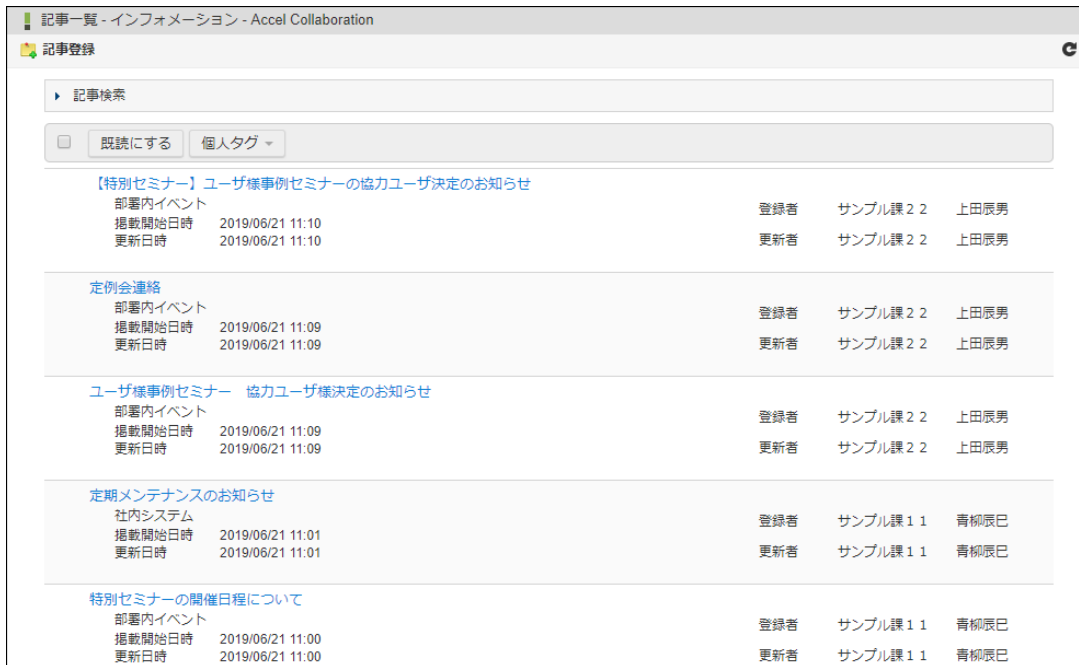 記事一覧 - インフォメーション - Accel Collaboration
記事登録
記事検索
既読にする 個人タグ
【特別セミナー】ユーザ様事例セミナーの協力ユーザ決定のお知らせ
部署内イベント
掲載開始日時 2019/06/21 11:10
更新日時 2019/06/21 11:10
登録者 サンプル課２２ 上田辰男
更新者 サンプル課２２ 上田辰男
定例会連絡
部署内イベント
掲載開始日時 2019/06/21 11:09
更新日時 2019/06/21 11:09
登録者 サンプル課２２ 上田辰男
更新者 サンプル課２２ 上田辰男
ユーザ様事例セミナー　協力ユーザ様決定のお知らせ
部署内イベント
掲載開始日時 2019/06/21 11:09
更新日時 2019/06/21 11:09
登録者 サンプル課２２ 上田辰男
更新者 サンプル課２２ 上田辰男
定期メンテナンスのお知らせ
社内システム
掲載開始日時 2019/06/21 11:01
更新日時 2019/06/21 11:01
登録者 サンプル課１１ 青柳辰巳
更新者 サンプル課１１ 青柳辰巳
特別セミナーの開催日程について
部署内イベント
掲載開始日時 2019/06/21 11:00
更新日時 2019/06/21 11:00
登録者 サンプル課１１ 青柳辰巳
更新者 サンプル課１１ 青柳辰巳